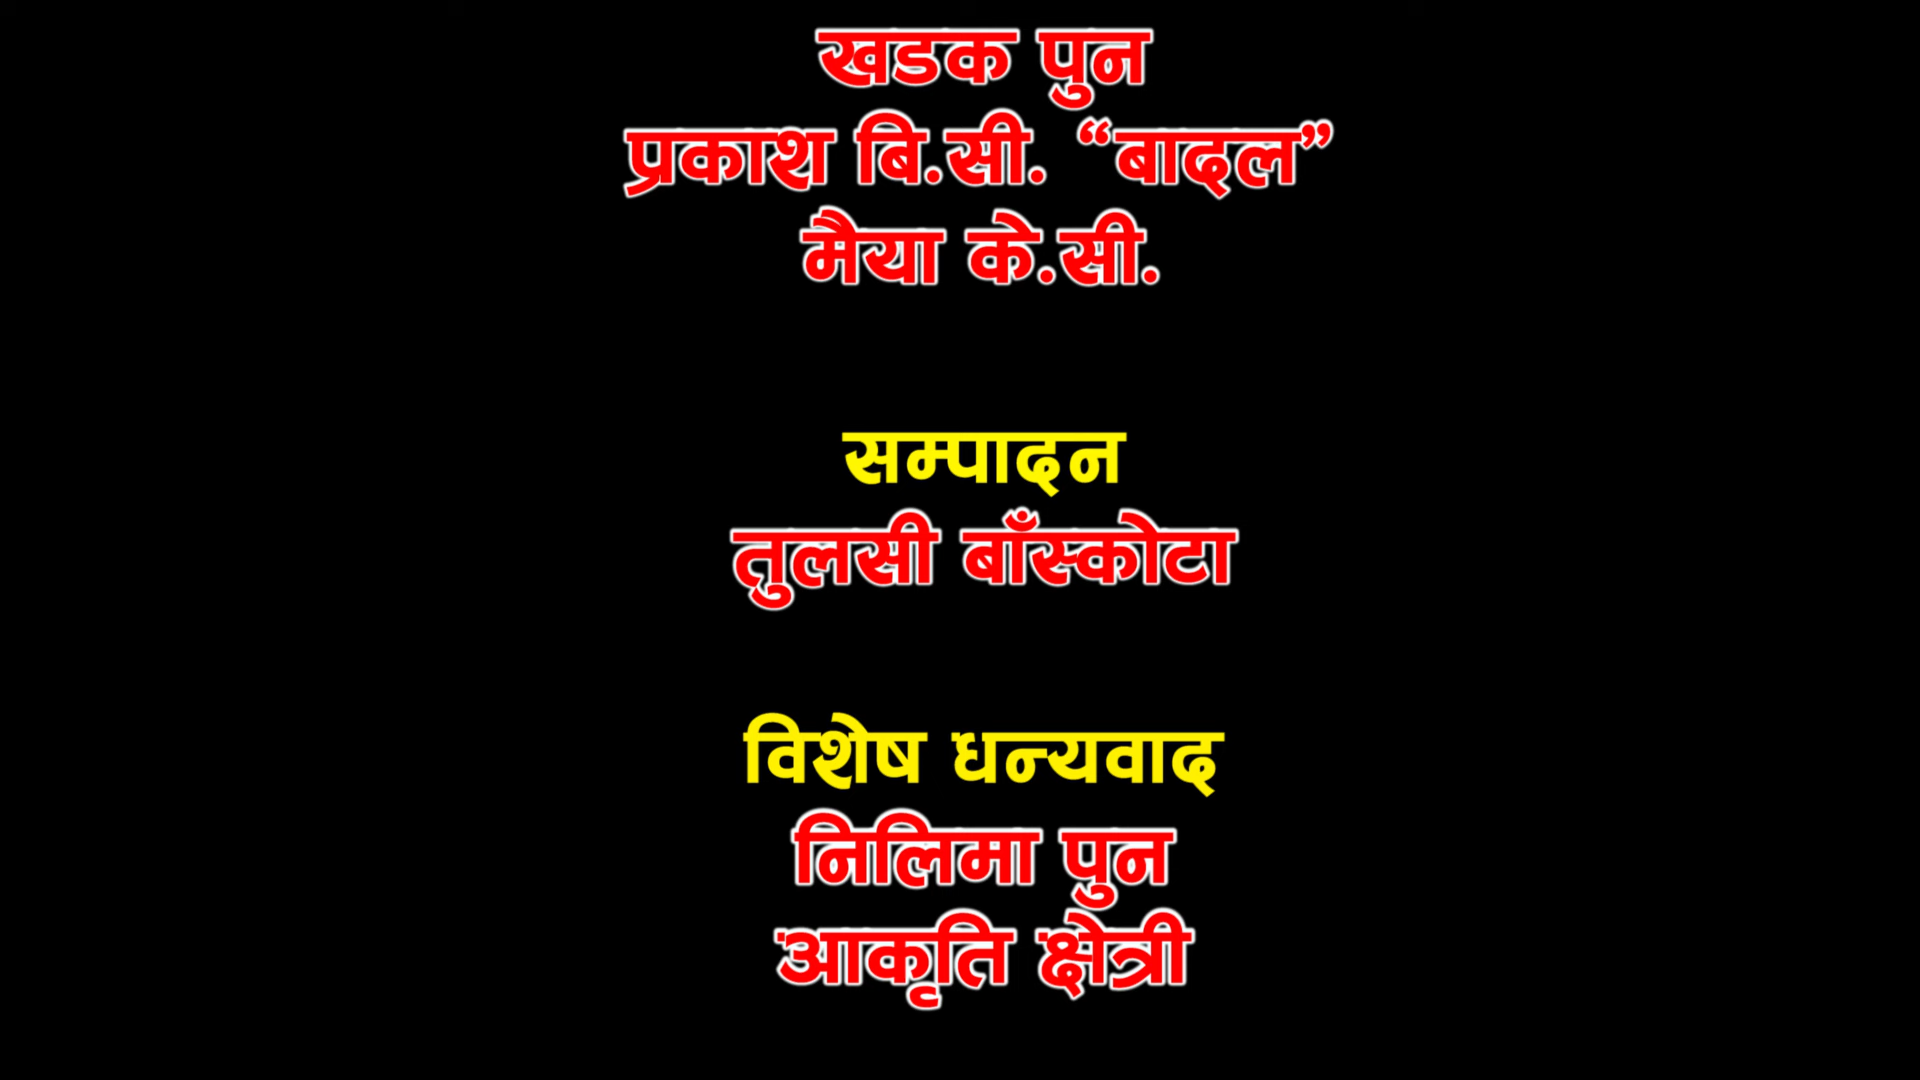 खडक पुन
प्रकाश बि.सी. “बादल”
मैया के.सी.
सम्पादन
तुलसी बाँस्कोटा
विशेष धन्यवाद
निलिमा पुन
आकृति क्षेत्री